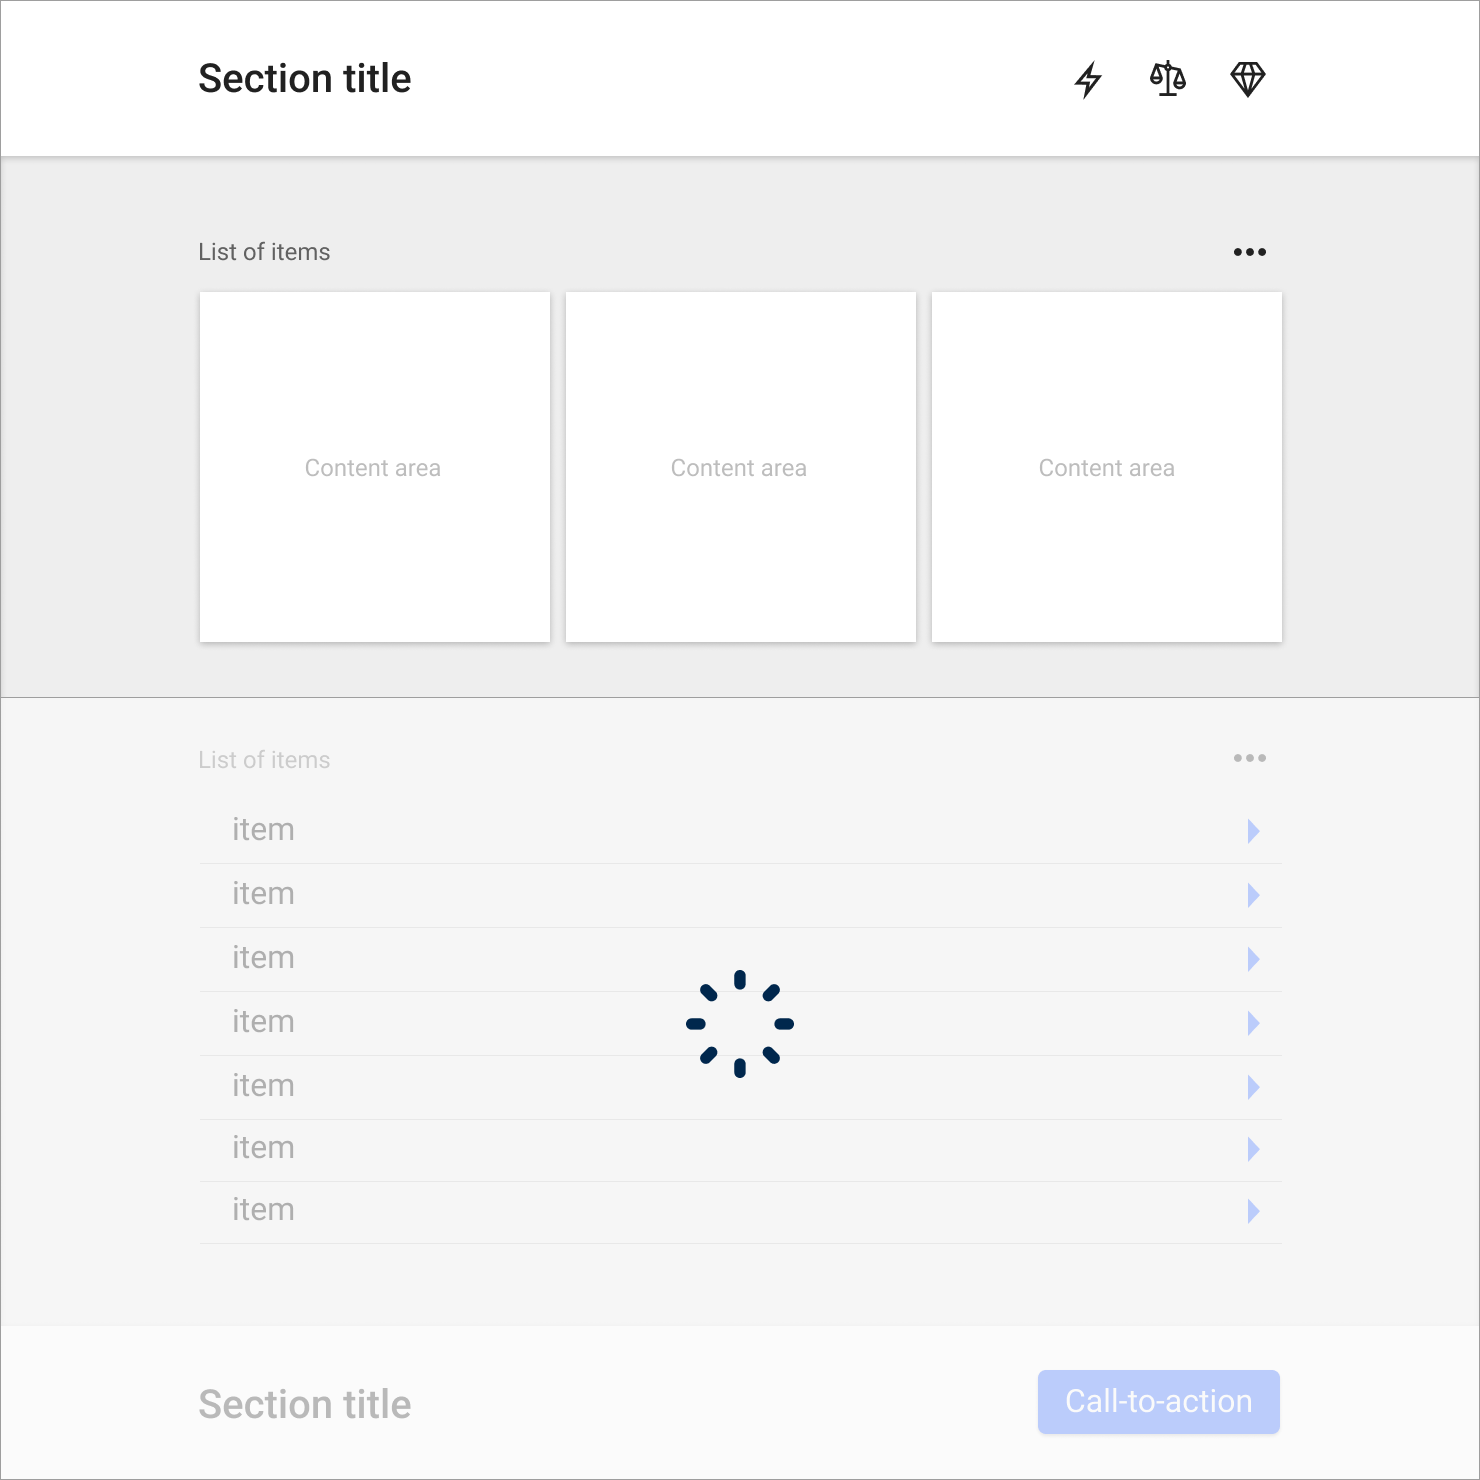 Section title
List of items
Content area
Content area
Content area
List of items
item
item
item
item
item
item
item
Section title
Call-to-action